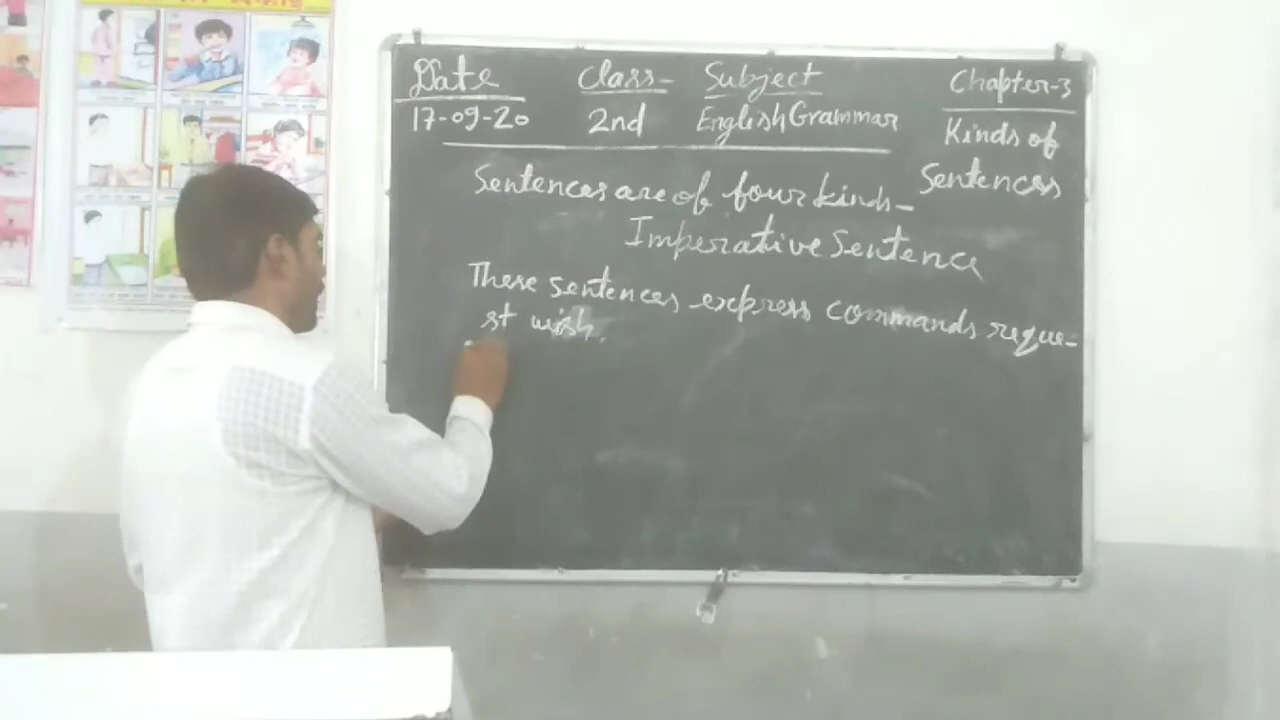 Date Class- Subject Chapter-3
17-09-20 2nd English Grammar Kinds of
Sentences
Sentences are of four kinds-
Imperative Sentence
These sentences express commands reque-
st wish.